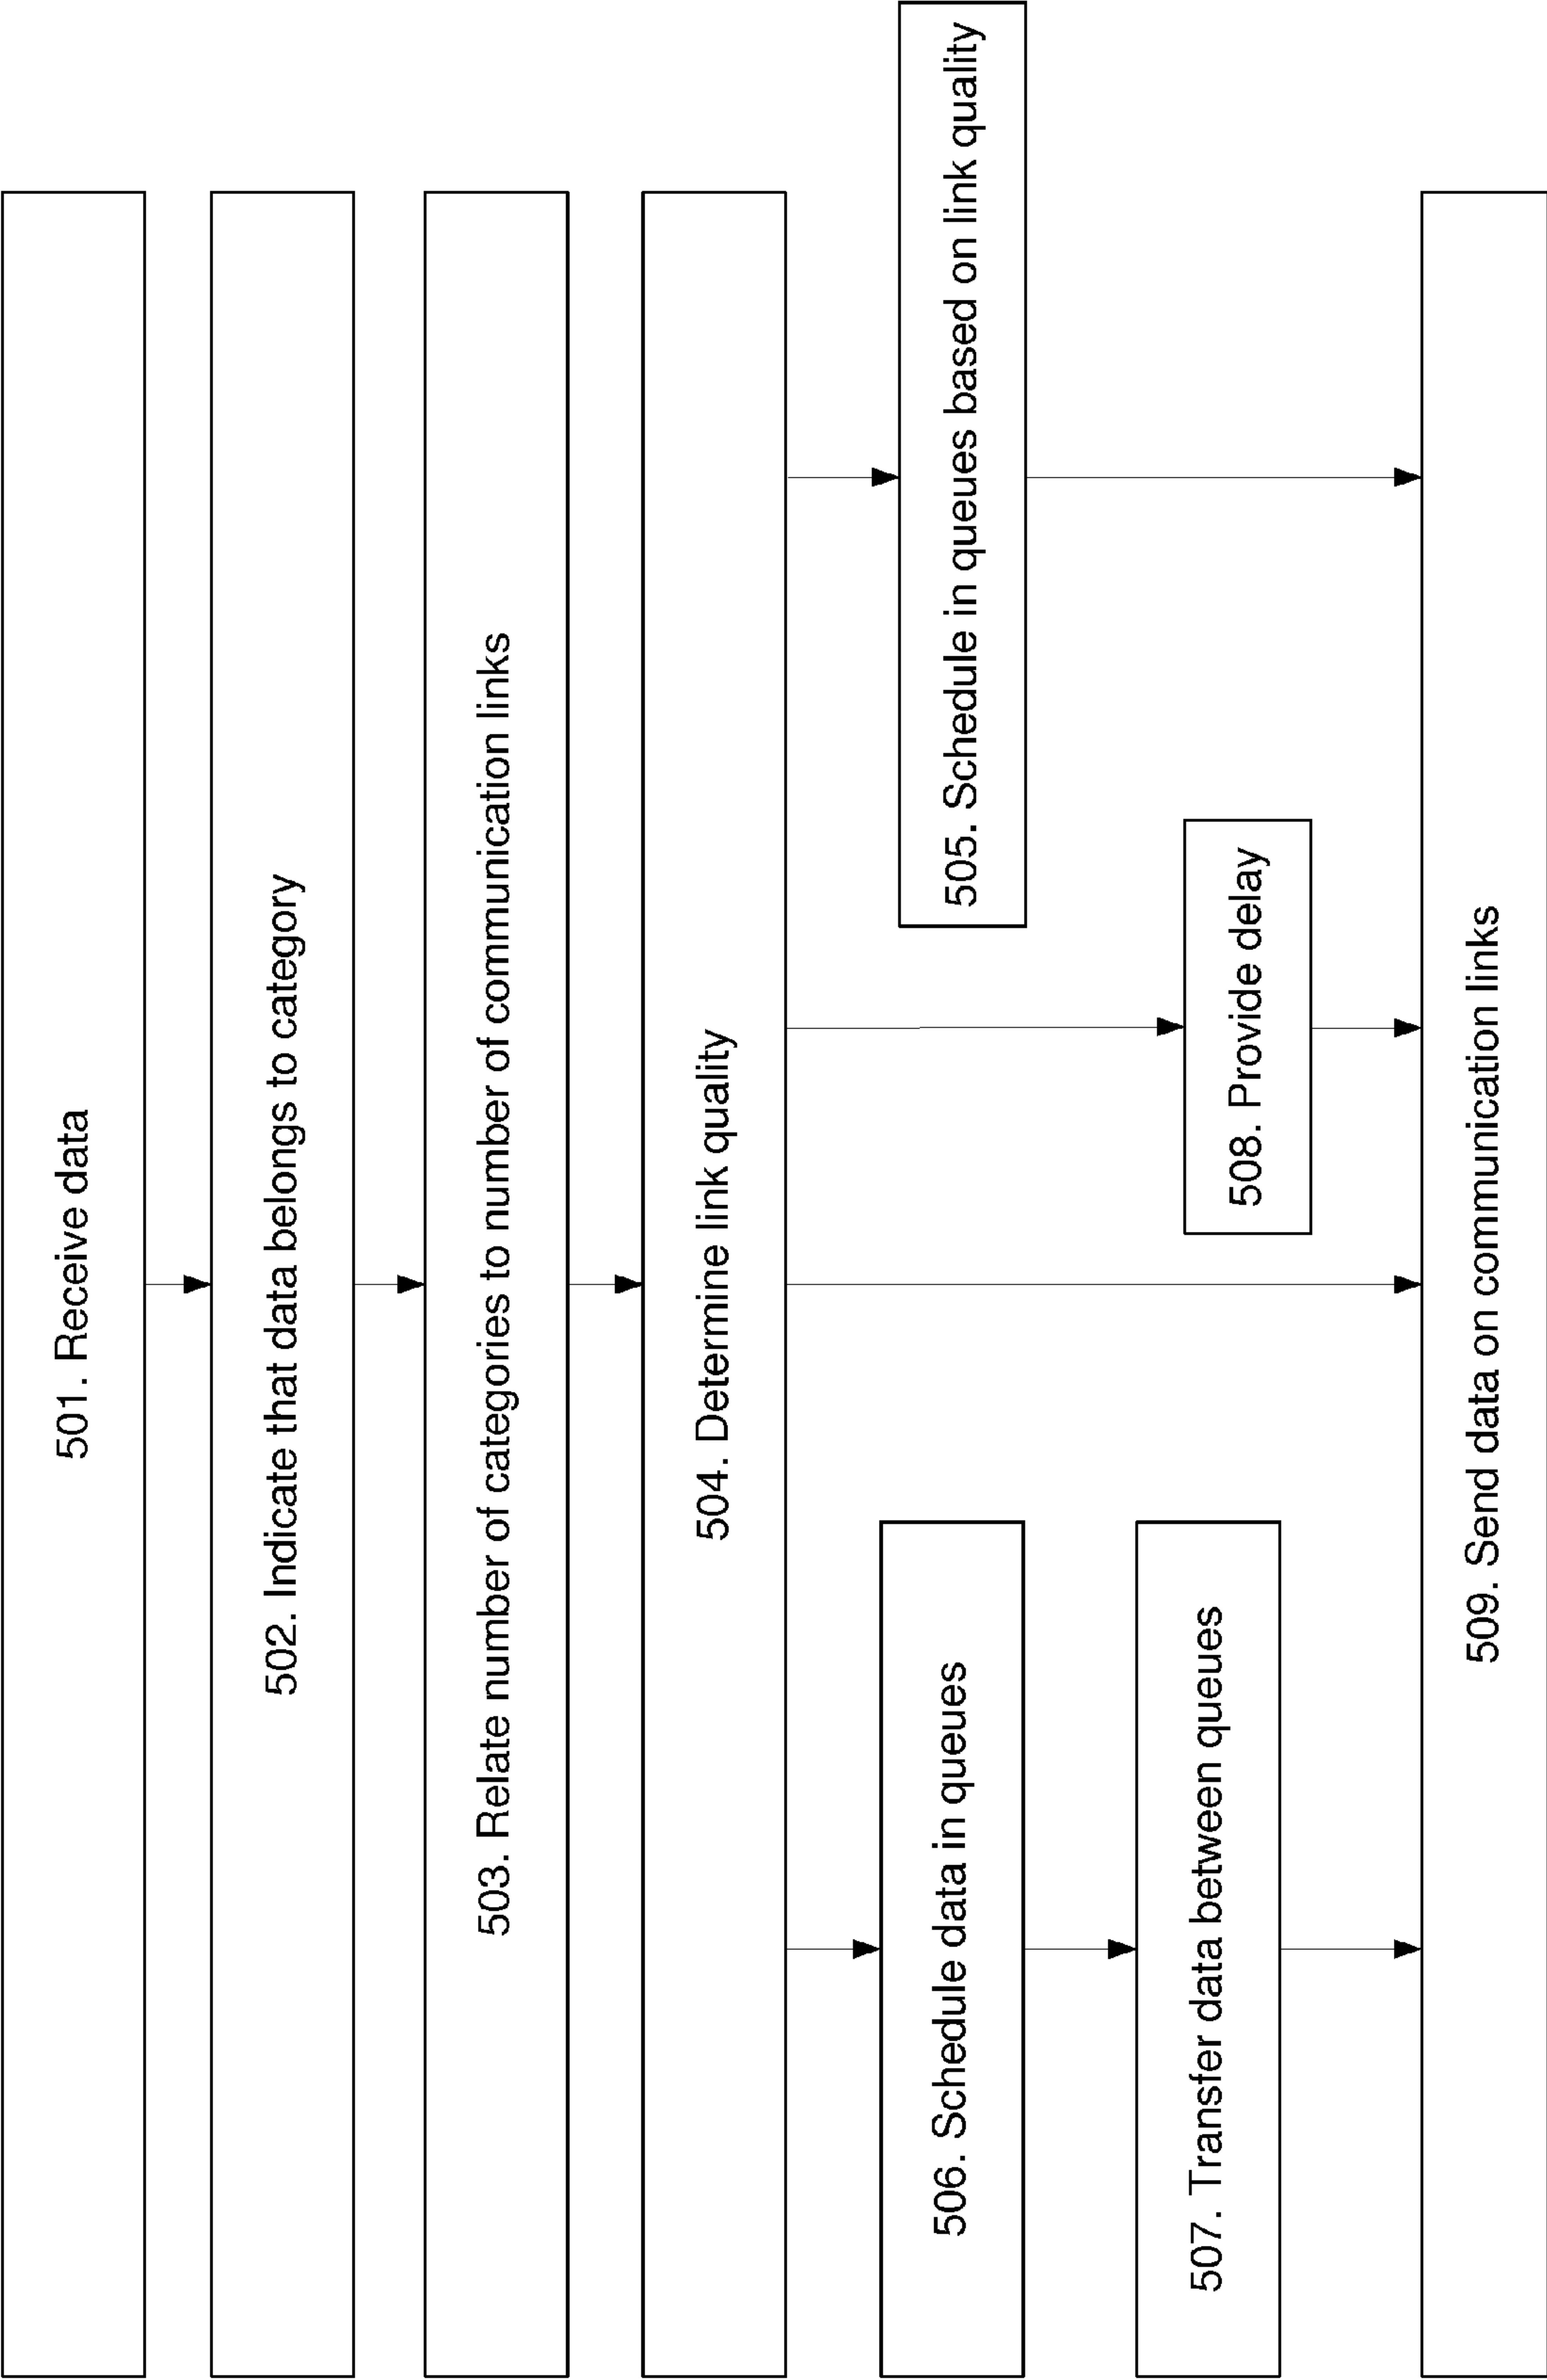 501. Receive data
502. Indicate that data belongs to category
503. Relate number of categories to number of communication links
504. Determine link quality
505. Schedule in queues based on link quality
506. Schedule data in queues
507. Transfer data between queues
508. Provide delay
509. Send data on communication links